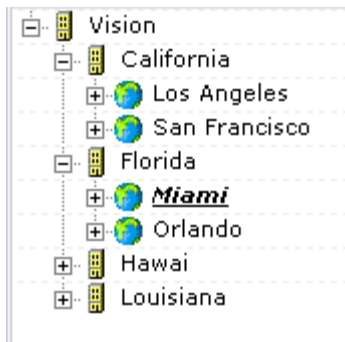 Vision
California
Los Angeles
San Francisco
Florida
Miami
Orlando
Hawai
Louisiana